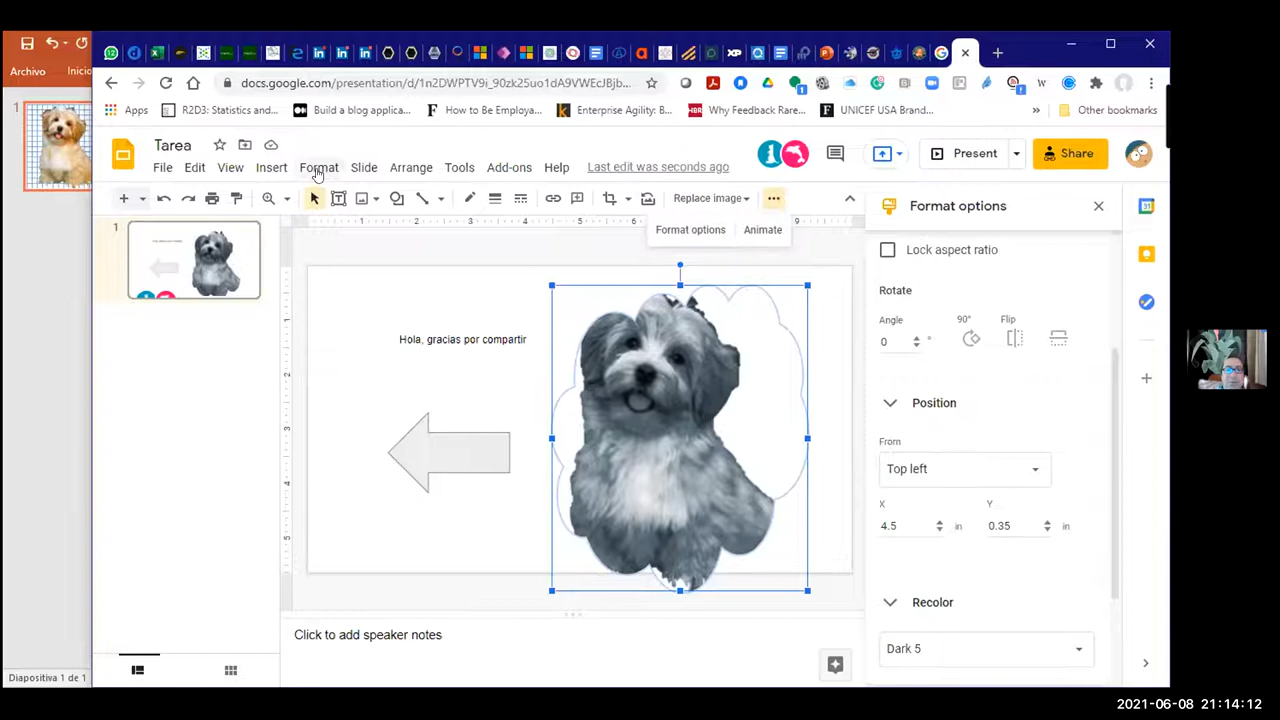 Archivo
Inicio
1
Diapositiva 1 de 1
XP
docs.google.com/presentation/d/1n2DWPTV9i_90zk25uo1dA9VWEcJBjb...
Apps
R2D3: Statistics and...
Build a blog applica...
How to Be Employa...
Enterprise Agility: B...
HBR
Why Feedback Rare...
UNICEF USA Brand...
»
Other bookmarks
Tarea
File
Edit
View
Insert
Format
Slide
Arrange
Tools
Add-ons
Help
Last edit was seconds ago
Present
Share
Replace image
Format options
Animate
Format options
1
Hola, gracias por compartir
Lock aspect ratio
Rotate
Angle
90°
Flip
0
°
Position
From
Top left
X
Y
4.5
in
0.35
in
Recolor
Dark 5
Click to add speaker notes
2021-06-08 21:14:12